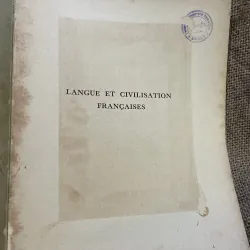 LANGUE ET CIVILISATION
FRANÇAISES